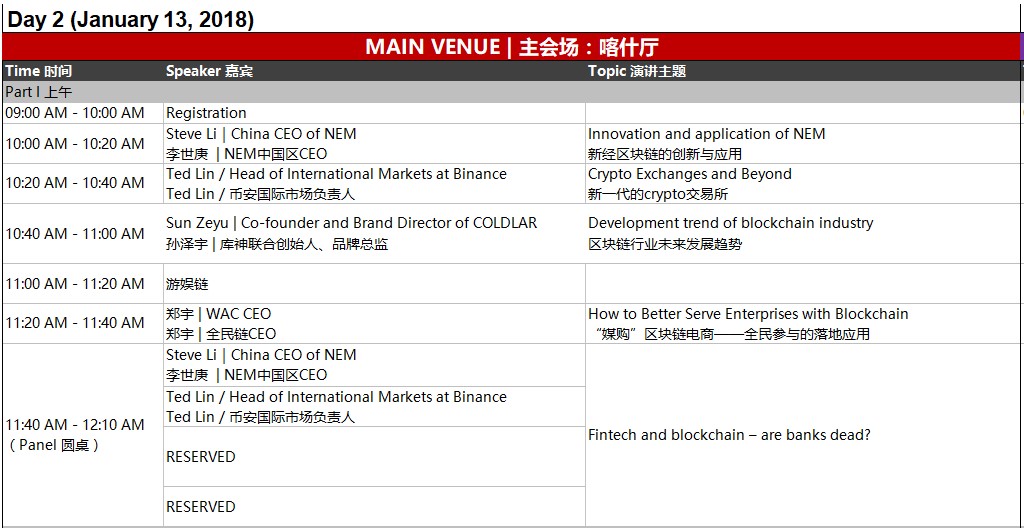 Day 2 (January 13, 2018)
MAIN VENUE | 主会场：喀什厅
Time 时间 Speaker 嘉宾 Topic 演讲主题
Part I 上午
09:00 AM - 10:00 AM Registration
Steve Li | China CEO of NEM Innovation and application of NEM
10:00 AM - 10:20 AM
李世庚 | NEM中国区CEO 新经区块链的创新与应用
Ted Lin / Head of International Markets at Binance Crypto Exchanges and Beyond
10:20 AM - 10:40 AM
Ted Lin / 币安国际市场负责人 新一代的crypto交易所
Sun Zeyu | Co-founder and Brand Director of COLDLAR Development trend of blockchain industry
10:40 AM - 11:00 AM
孙泽宇 | 库神联合创始人、品牌总监 区块链行业未来发展趋势
11:00 AM - 11:20 AM 游娱链
郑宇 | WAC CEO How to Better Serve Enterprises with Blockchain
11:20 AM - 11:40 AM
郑宇 | 全民链CEO “媒购”区块链电商——全民参与的落地应用
Steve Li | China CEO of NEM
李世庚 | NEM中国区CEO
Ted Lin / Head of International Markets at Binance
Ted Lin / 币安国际市场负责人
11:40 AM - 12:10 PM
（Panel 圆桌）
Fintech and blockchain – are banks dead?
RESERVED
RESERVED